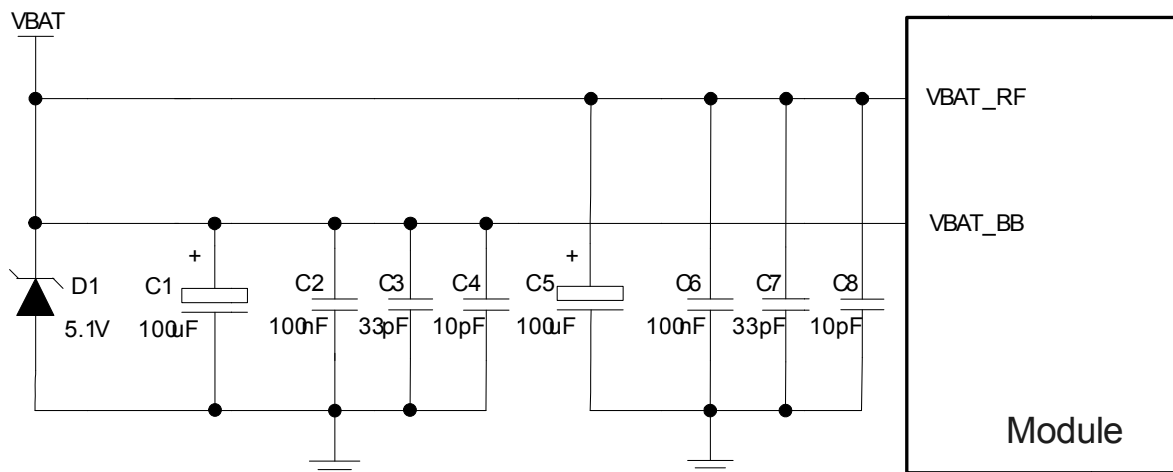 VBAT
VBAT_RF
VBAT_BB
+
+
D1
C1
C2
C3
C4
C5
C6
C7
C8
5.1V
100uF
100nF
33pF
10pF
100uF
100nF
33pF
10pF
Module